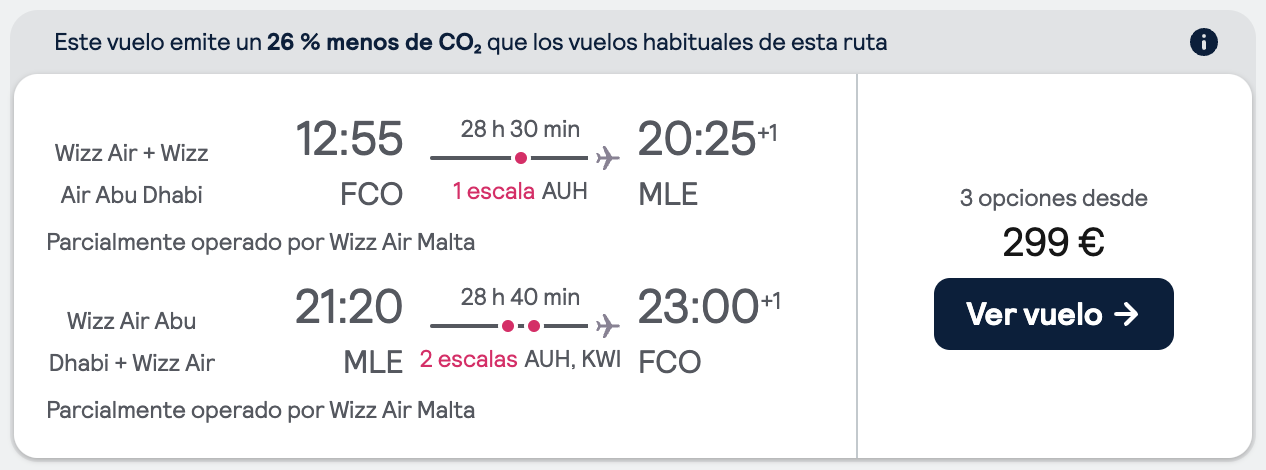 Este vuelo emite un 26 % menos de CO₂ que los vuelos habituales de esta ruta
Wizz Air + Wizz
Air Abu Dhabi
12:55
FCO
28 h 30 min
1 escala AUH
20:25+1
MLE
Parcialmente operado por Wizz Air Malta
Wizz Air Abu
Dhabi + Wizz Air
21:20
MLE
28 h 40 min
2 escalas AUH, KWI
23:00+1
FCO
Parcialmente operado por Wizz Air Malta
3 opciones desde
299 €
Ver vuelo →